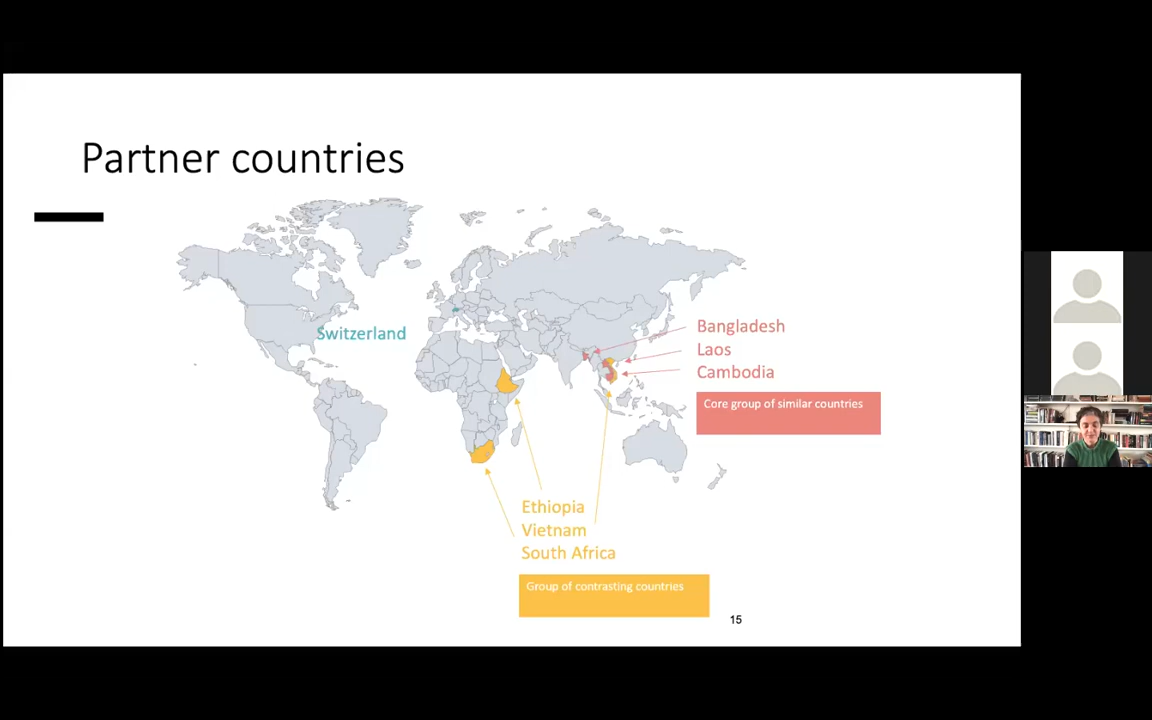 Partner countries
Switzerland
Bangladesh
Laos
Cambodia
Core group of similar countries
Ethiopia
Vietnam
South Africa
Group of contrasting countries
15